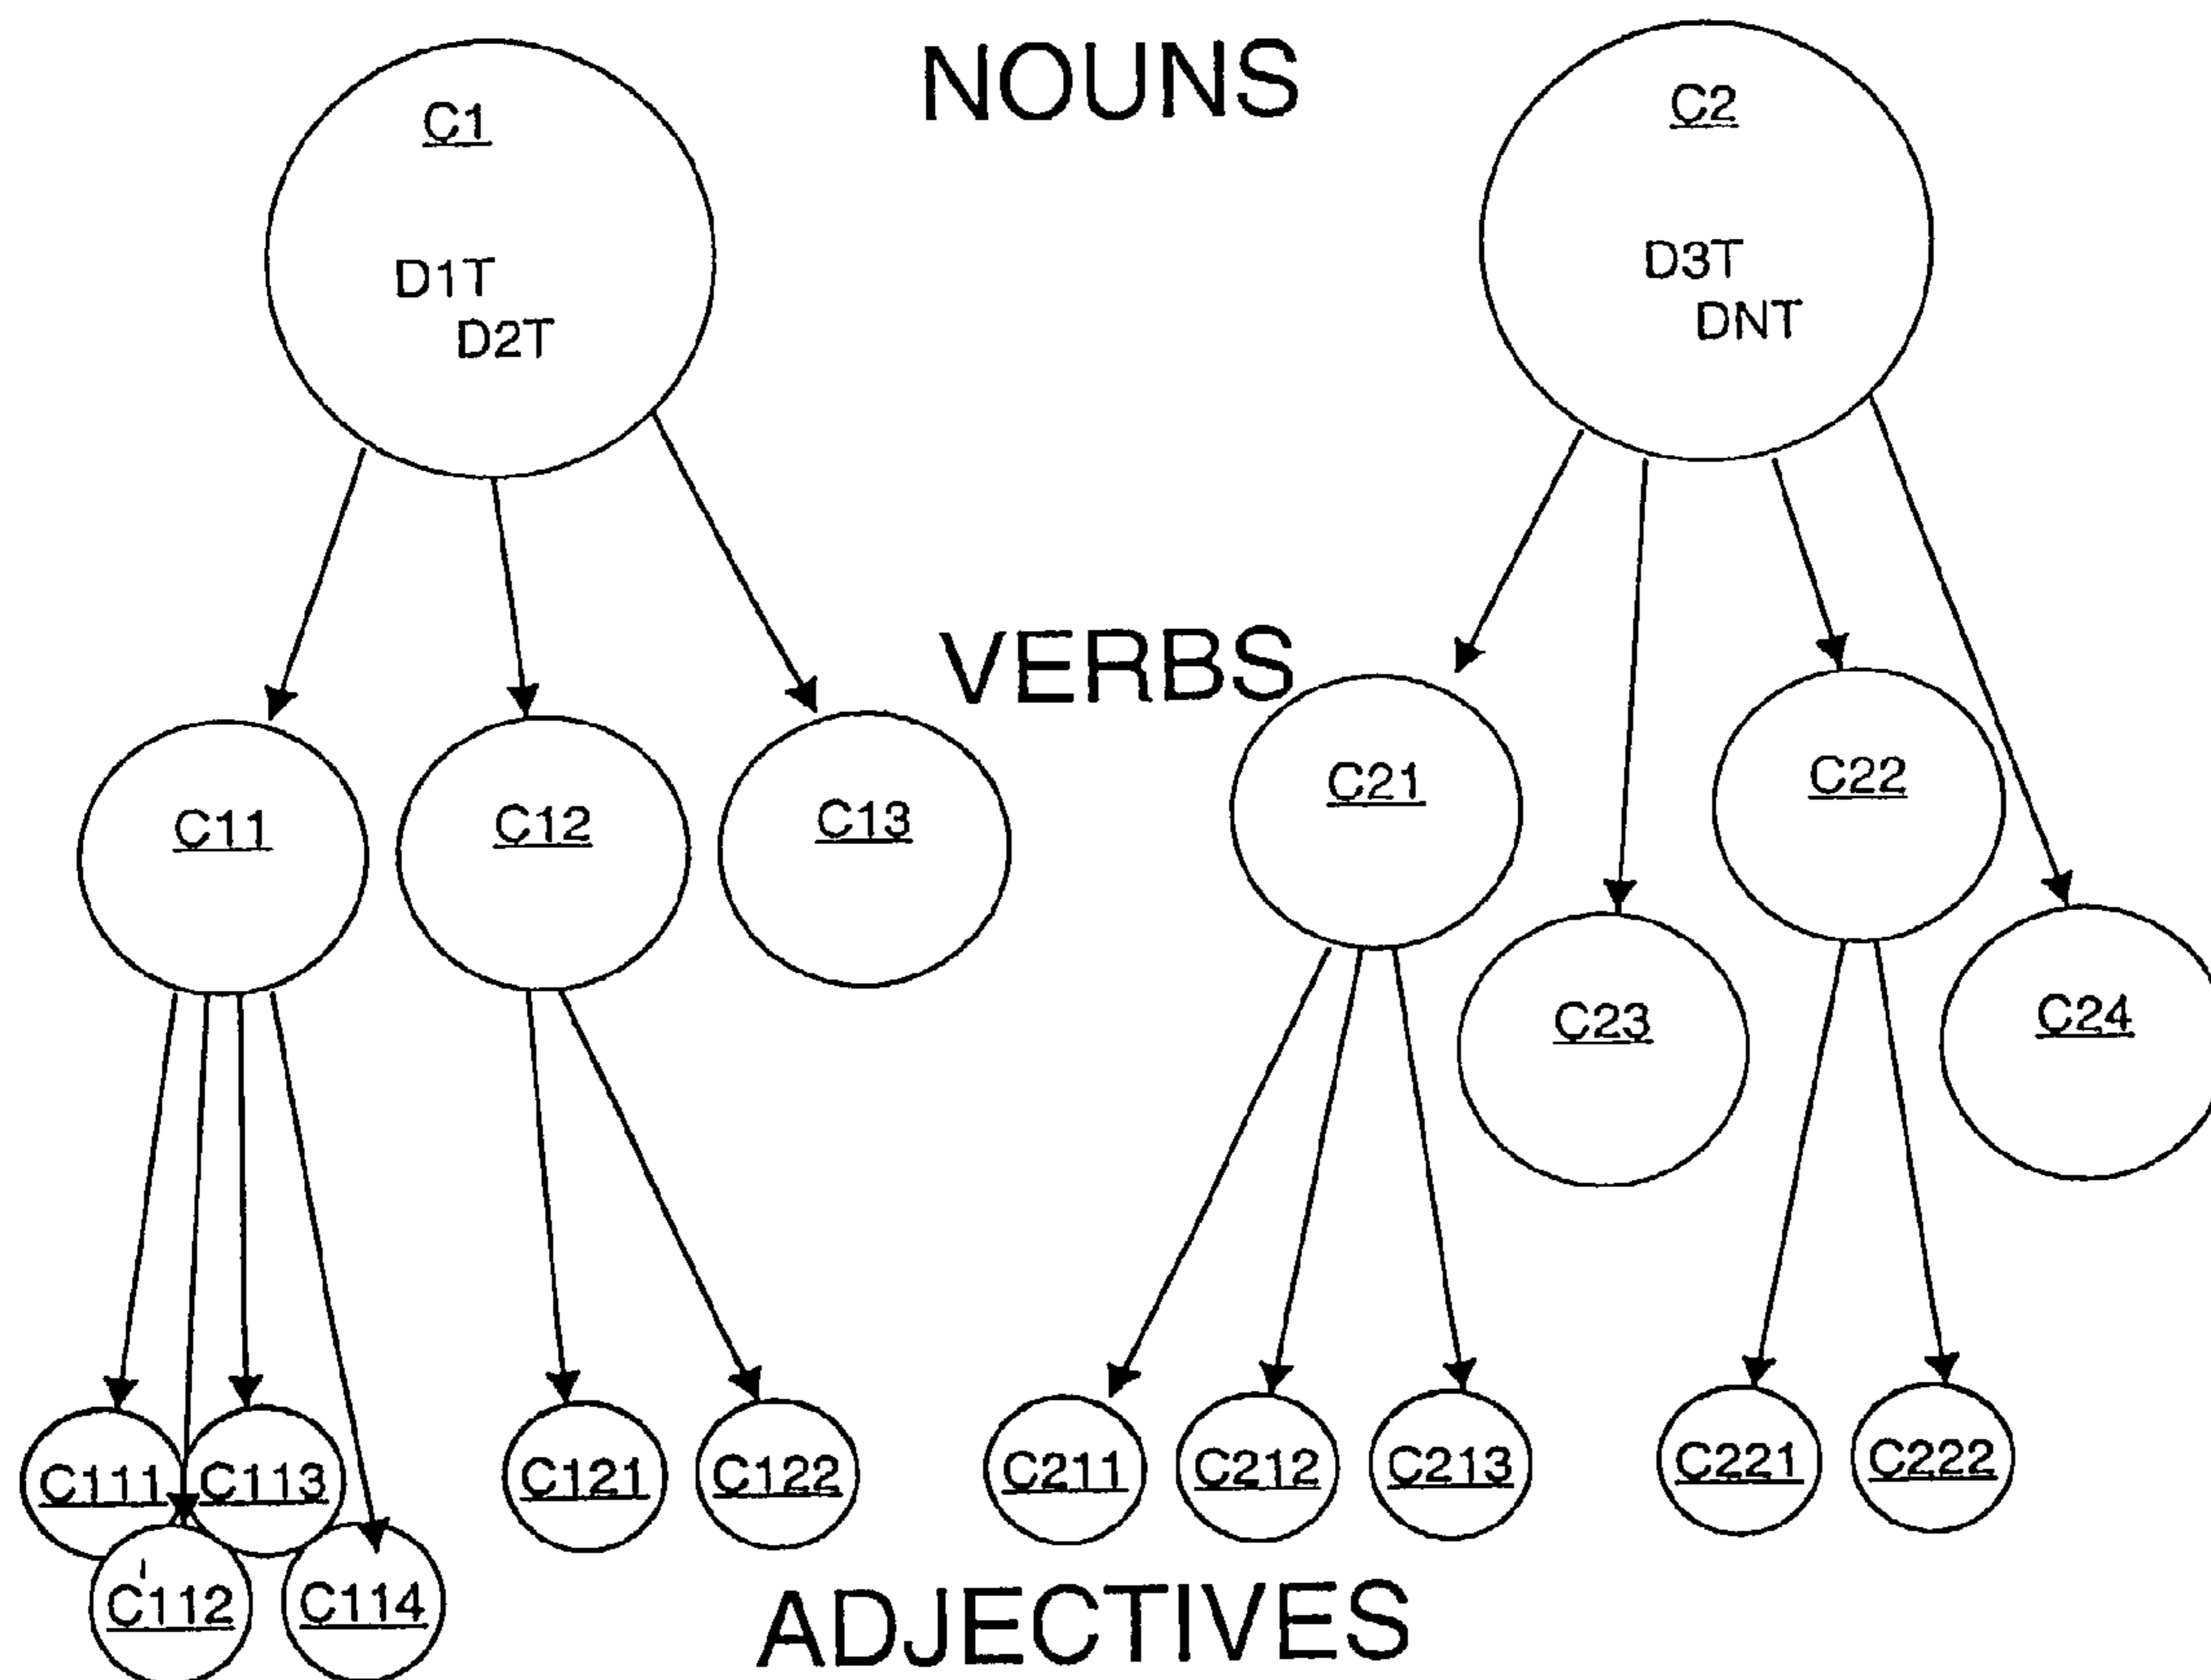 NOUNS
C1
D1T
D2T
C2
D3T
DNT
VERBS
C11
C12
C13
C21
C22
C23
C24
C111
C113
C112
C114
C121
C122
C211
C212
C213
C221
C222
ADJECTIVES